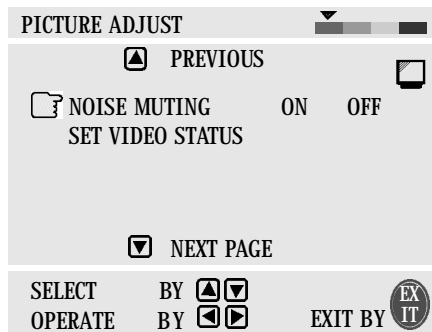 PICTURE ADJUST
PREVIOUS
NOISE MUTING ON OFF
SET VIDEO STATUS
NEXT PAGE
SELECT BY
OPERATE BY EXIT BY EX IT